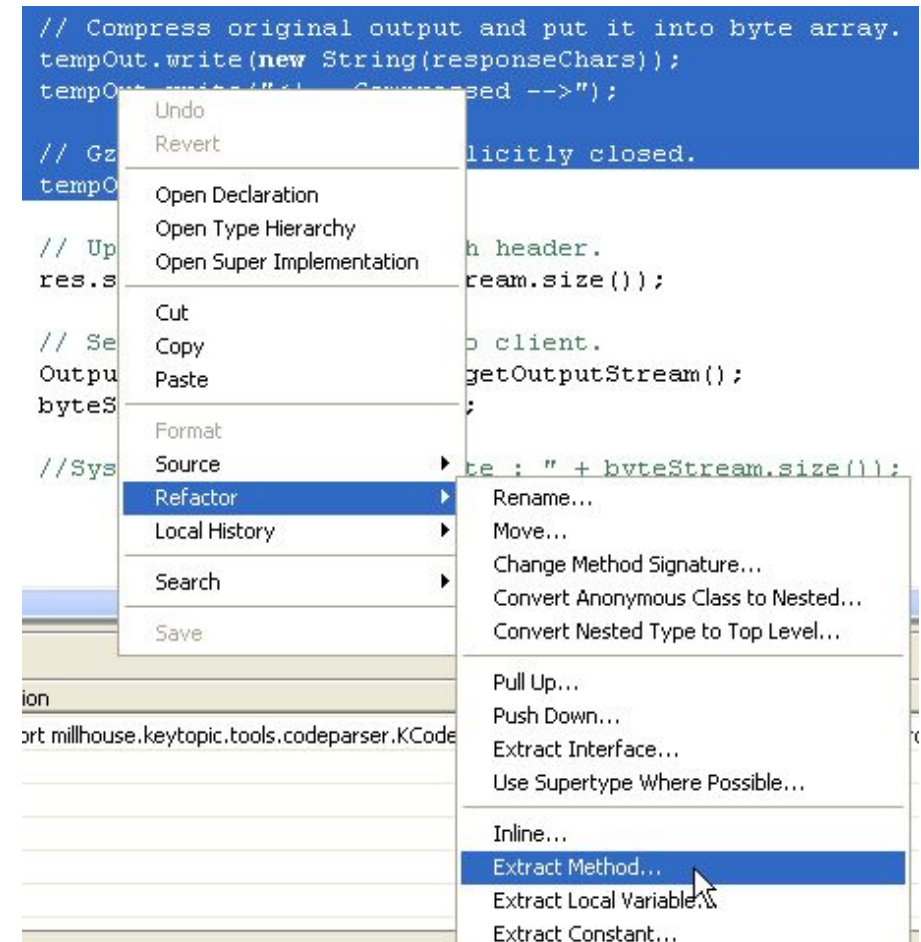 // Compress original output and put it into byte array.
tempOut.write(new String(responseChars));
sed -->");
// Gz
licitly closed.
// Up
h header.
res.s
ream.size());
// Se
client.
Outpu
getOutputStream();
byteS
;
//Sys
te : " + byteStream.size());
Undo
Revert
Open Declaration
Open Type Hierarchy
Open Super Implementation
Cut
Copy
Paste
Format
Source
Refactor
Local History
Search
Save
Rename...
Move...
Change Method Signature...
Convert Anonymous Class to Nested...
Convert Nested Type to Top Level...
Pull Up...
Push Down...
Extract Interface...
Use Supertype Where Possible...
Inline...
Extract Method...
Extract Local Variable...
Extract Constant...
ion
ort millhouse.keytopic.tools.codeparser.KCode